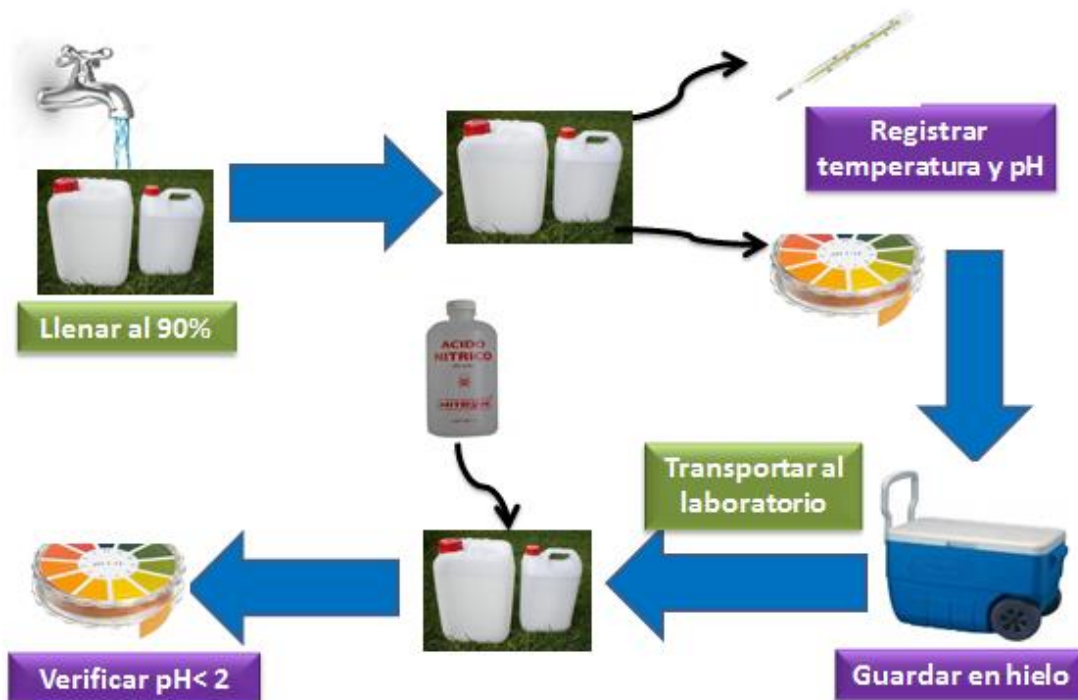 Llenar al 90%
Registrar
temperatura y pH
ACIDO
NITRICO
Transportar al
laboratorio
Guardar en hielo
Verificar pH< 2